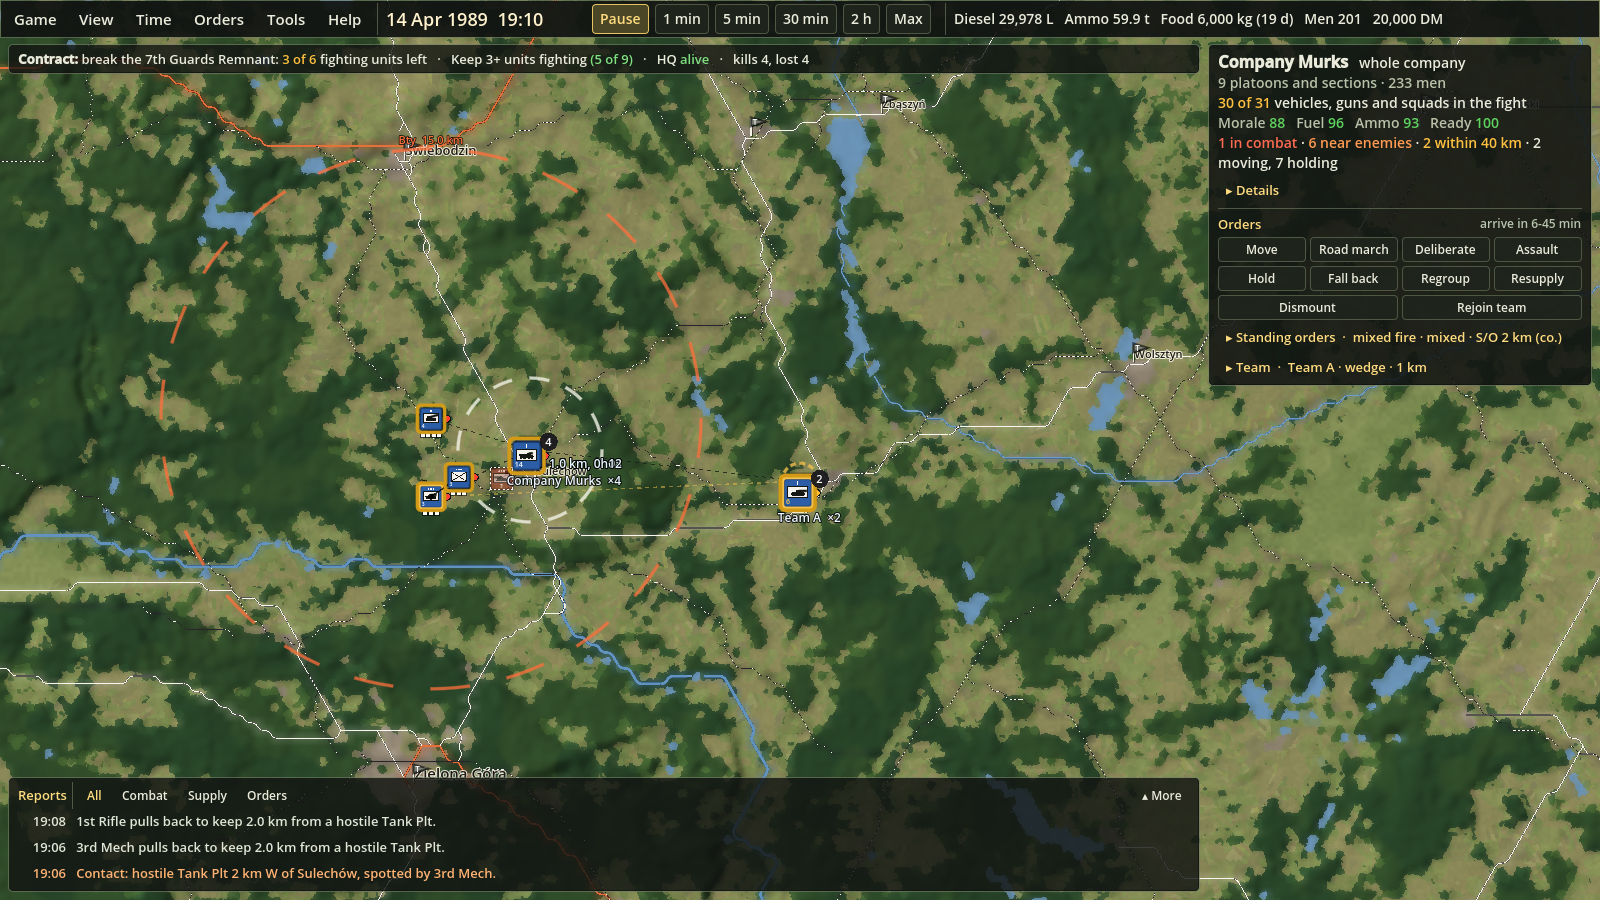 Game View Time Orders Tools Help 14 Apr 1989 19:10 Pause 1 min 5 min 30 min 2 h Max Diesel 29,978 L Ammo 59.9 t Food 6,000 kg (19 d) Men 201 20,000 DM
Contract: break the 7th Guards Remnant: 3 of 6 fighting units left · Keep 3+ units fighting (5 of 9) · HQ alive · kills 4, lost 4
Company Murks whole company
9 platoons and sections · 233 men
30 of 31 vehicles, guns and squads in the fight
Morale 88 Fuel 96 Ammo 93 Ready 100
1 in combat · 6 near enemies · 2 within 40 km · 2
moving, 7 holding
▸ Details
Orders arrive in 6-45 min
Move Road march Deliberate Assault
Hold Fall back Regroup Resupply
Dismount Rejoin team
▸ Standing orders · mixed fire · mixed · S/O 2 km (co.)
▸ Team · Team A · wedge · 1 km
Zbąszyń
Bty 15.0 km
Świebodzin
Wolsztyn
4
14
1.0 km, 0h12
Company Murks ×4
2
Team A ×2
Zielona Góra
Reports All Combat Supply Orders ▴ More
19:08 1st Rifle pulls back to keep 2.0 km from a hostile Tank Plt.
19:06 3rd Mech pulls back to keep 2.0 km from a hostile Tank Plt.
19:06 Contact: hostile Tank Plt 2 km W of Sulechów, spotted by 3rd Mech.